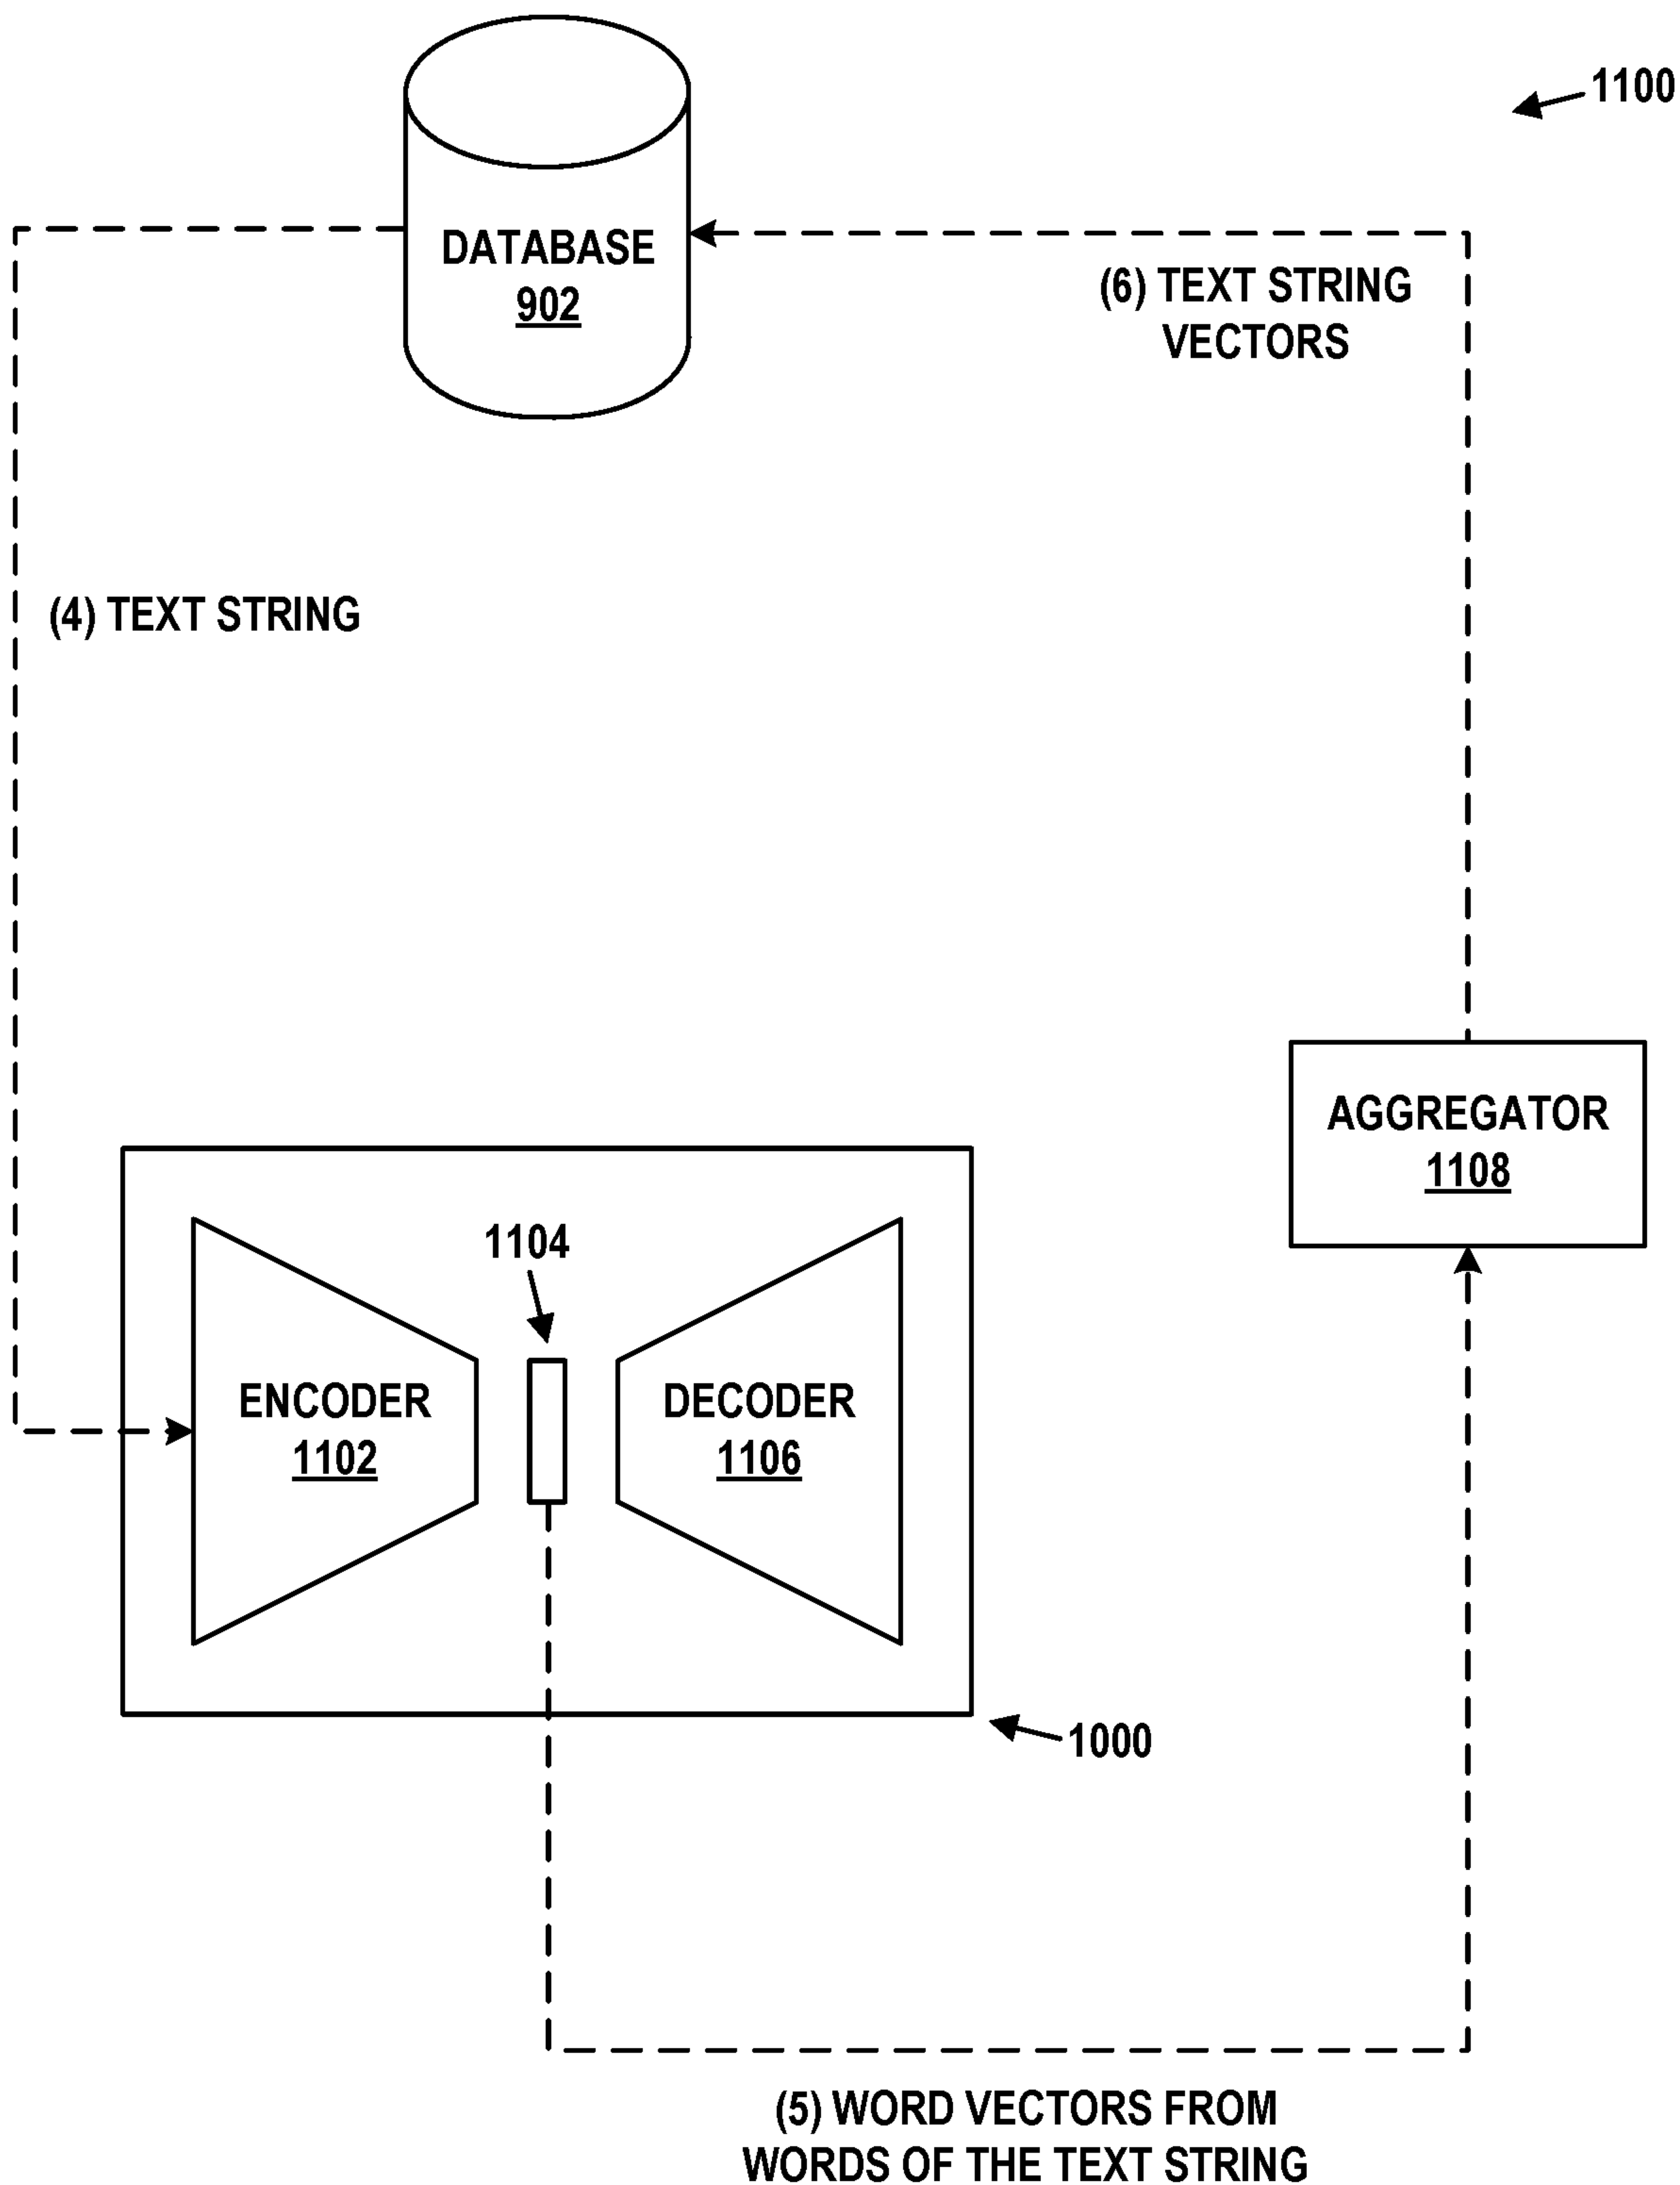 1100
DATABASE
902
(6) TEXT STRING
VECTORS
(4) TEXT STRING
AGGREGATOR
1108
1104
ENCODER
1102
DECODER
1106
1000
(5) WORD VECTORS FROM
WORDS OF THE TEXT STRING